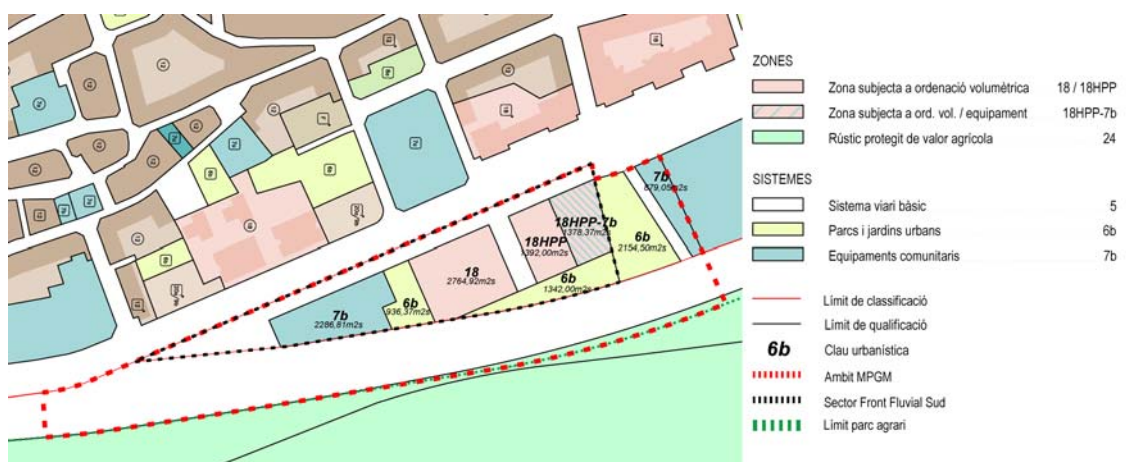 7b
679,05m2s
18HPP-7b
1378,37m2s
18HPP
1392,00m2s
6b
2154,50m2s
18
2764,92m2s
6b
1342,00m2s
6b
936,37m2s
7b
2286,81m2s
ZONES
Zona subjecta a ordenació volumètrica 18 / 18HPP
Zona subjecta a ord. vol. / equipament 18HPP-7b
Rústic protegit de valor agrícola 24
SISTEMES
Sistema viari bàsic 5
Parcs i jardins urbans 6b
Equipaments comunitaris 7b
Límit de classificació
Límit de qualificació
6b Clau urbanística
Ambit MPGM
Sector Front Fluvial Sud
Límit parc agrari